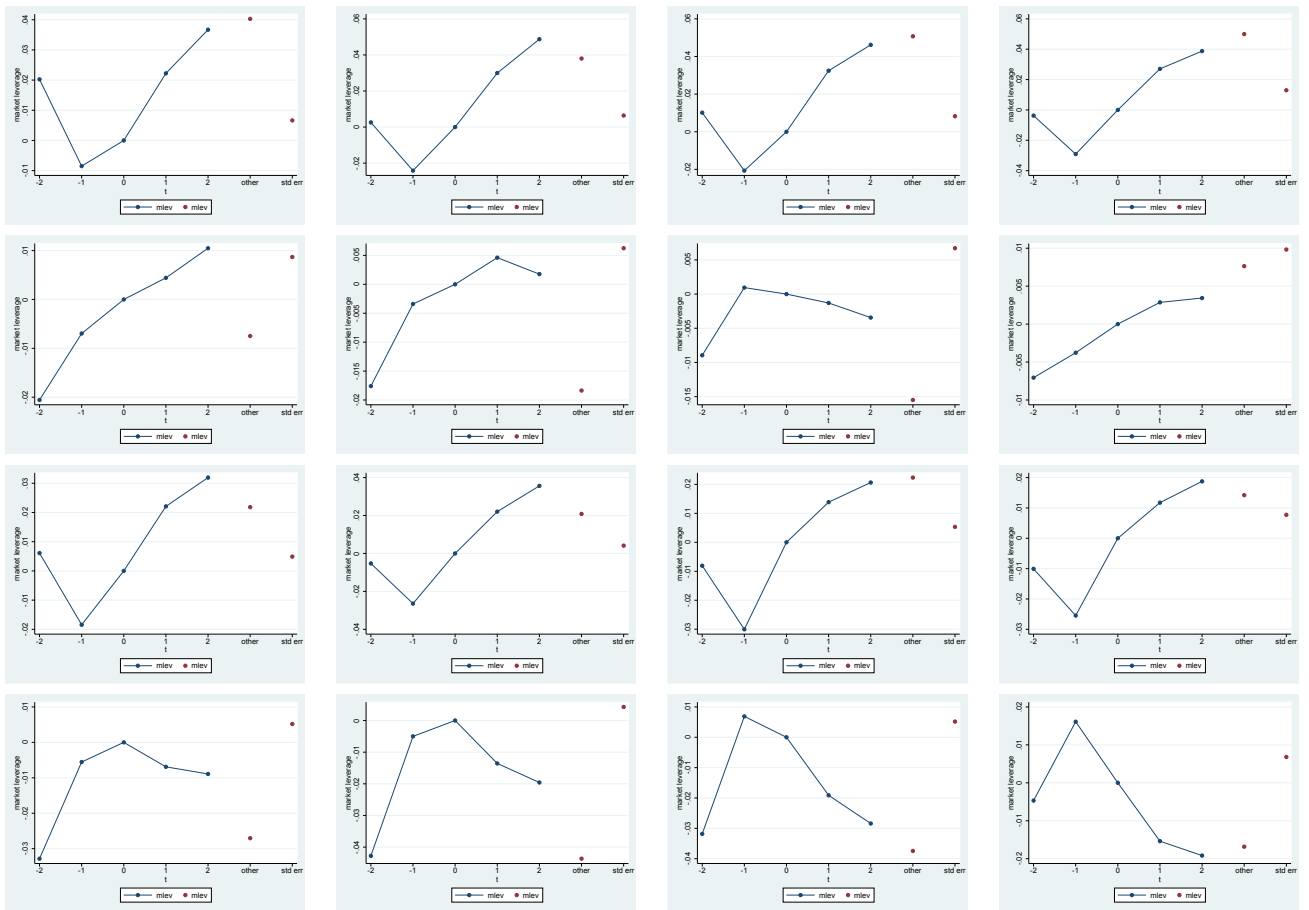 market leverage
-.01 0 .01 .02 .03 .04
-2 -1 0 1 2 other std err
t
mlev mlev
market leverage
-.02 0 .02 .04 .06
-2 -1 0 1 2 other std err
t
mlev mlev
market leverage
-.02 0 .02 .04 .06
-2 -1 0 1 2 other std err
t
mlev mlev
market leverage
-.04 -.02 0 .02 .04 .06
-2 -1 0 1 2 other std err
t
mlev mlev
market leverage
-.02 -.01 0 .01
-2 -1 0 1 2 other std err
t
mlev mlev
market leverage
-.02 -.015 -.01 -.005 0 .005
-2 -1 0 1 2 other std err
t
mlev mlev
market leverage
-.015 -.01 -.005 0 .005
-2 -1 0 1 2 other std err
t
mlev mlev
market leverage
-.01 -.005 0 .005 .01
-2 -1 0 1 2 other std err
t
mlev mlev
market leverage
-.02 -.01 0 .01 .02 .03
-2 -1 0 1 2 other std err
t
mlev mlev
market leverage
-.04 -.02 0 .02 .04
-2 -1 0 1 2 other std err
t
mlev mlev
market leverage
-.03 -.02 -.01 0 .01 .02
-2 -1 0 1 2 other std err
t
mlev mlev
market leverage
-.03 -.02 -.01 0 .01 .02
-2 -1 0 1 2 other std err
t
mlev mlev
market leverage
-.03 -.02 -.01 0 .01
-2 -1 0 1 2 other std err
t
mlev mlev
market leverage
-.04 -.03 -.02 -.01 0
-2 -1 0 1 2 other std err
t
mlev mlev
market leverage
-.04 -.03 -.02 -.01 0 .01
-2 -1 0 1 2 other std err
t
mlev mlev
market leverage
-.02 -.01 0 .01 .02
-2 -1 0 1 2 other std err
t
mlev mlev